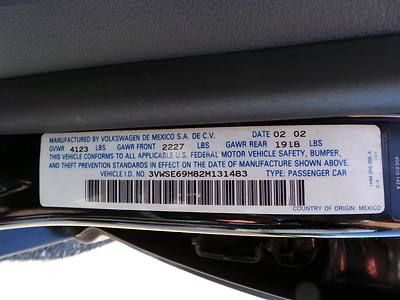 MANUFACTURED BY VOLKSWAGEN DE MEXICO S.A. DE C.V. DATE 02 02
GVWR 4123 LBS GAWR FRONT 2227 LBS GAWR REAR 1918 LBS
THIS VEHICLE CONFORMS TO ALL APPLICABLE U.S. FEDERAL MOTOR VEHICLE SAFETY, BUMPER,
AND THEFT PREVENTION STANDARDS IN EFFECT ON THE DATE OF MANUFACTURE SHOWN ABOVE.
VEHICLE I.D. NO. 3VWSE69M82M131483 TYPE: PASSENGER CAR
COUNTRY OF ORIGIN: MEXICO